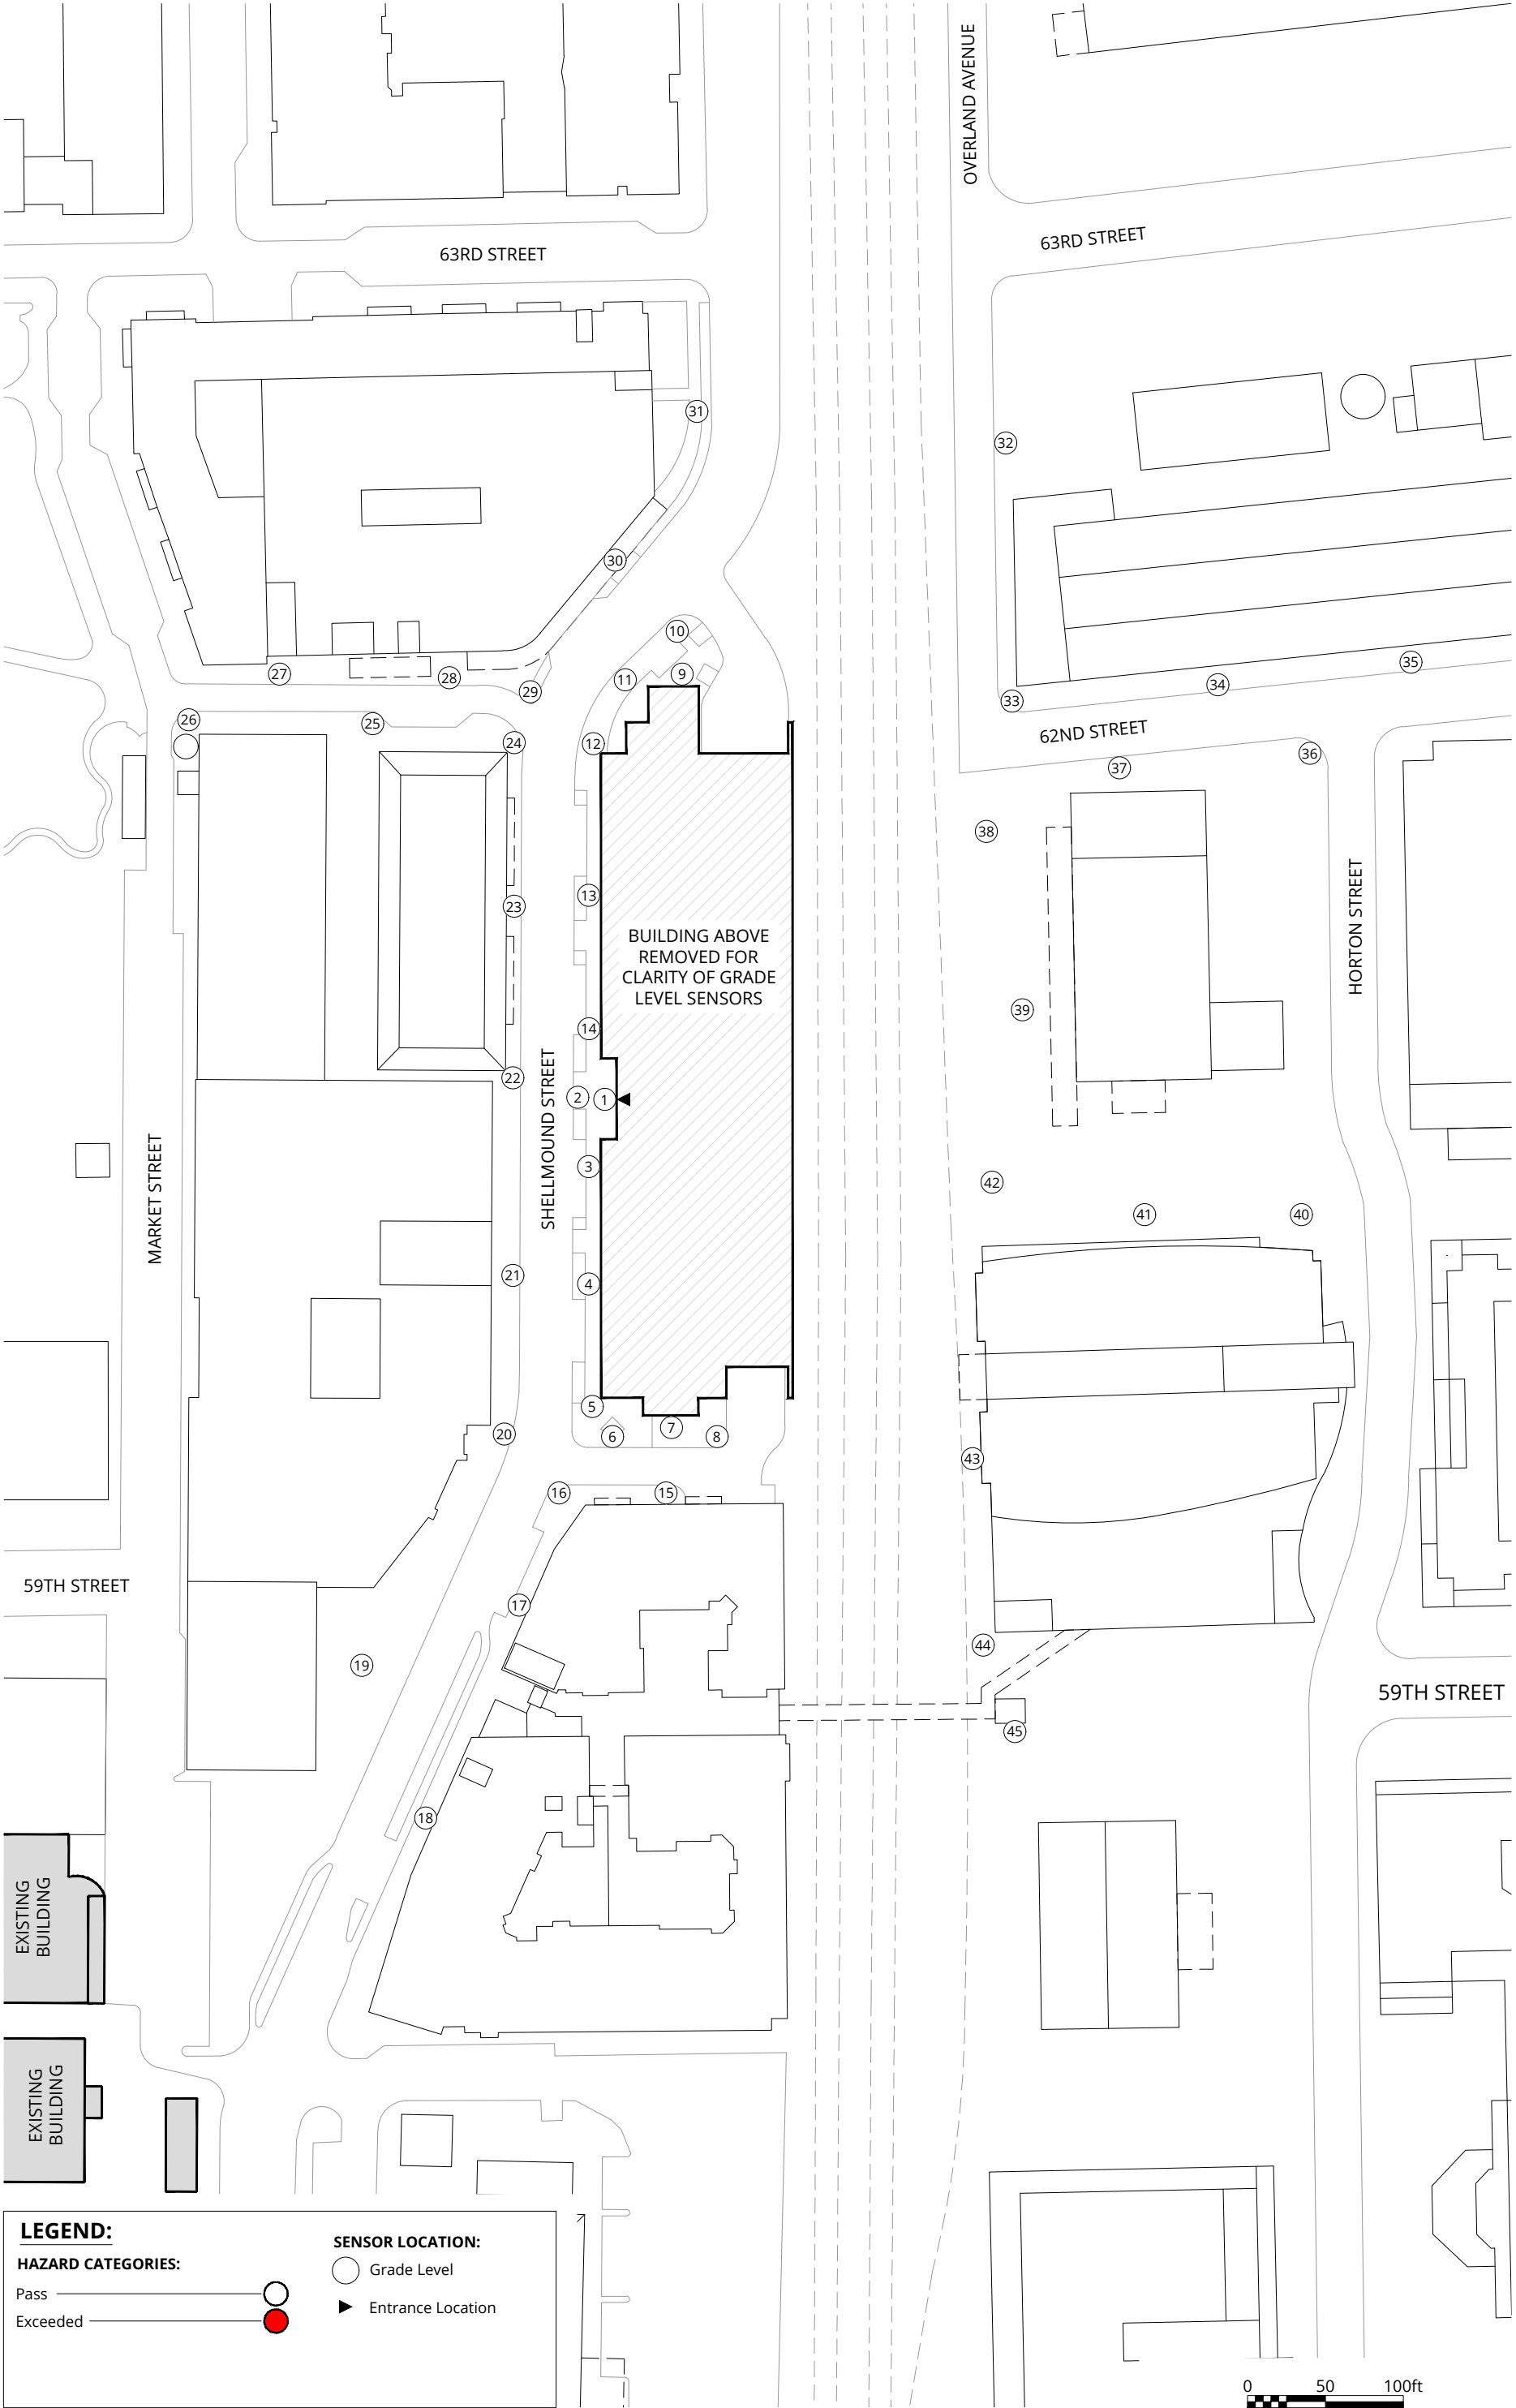 OVERLAND AVENUE
63RD STREET
63RD STREET
31
32
30
10
11
9
35
27
28
29
34
33
26
25
24
12
62ND STREET
36
37
38
13
23
HORTON STREET
BUILDING ABOVE
REMOVED FOR
CLARITY OF GRADE
LEVEL SENSORS
39
14
22
2
1
SHELLMOUND STREET
MARKET STREET
3
42
41
40
21
4
5
20
6
7
8
43
16
15
59TH STREET
17
44
19
59TH STREET
45
18
EXISTING
BUILDING
EXISTING
BUILDING
LEGEND:
HAZARD CATEGORIES:
Pass
Exceeded
SENSOR LOCATION:
Grade Level
Entrance Location
0 50 100ft